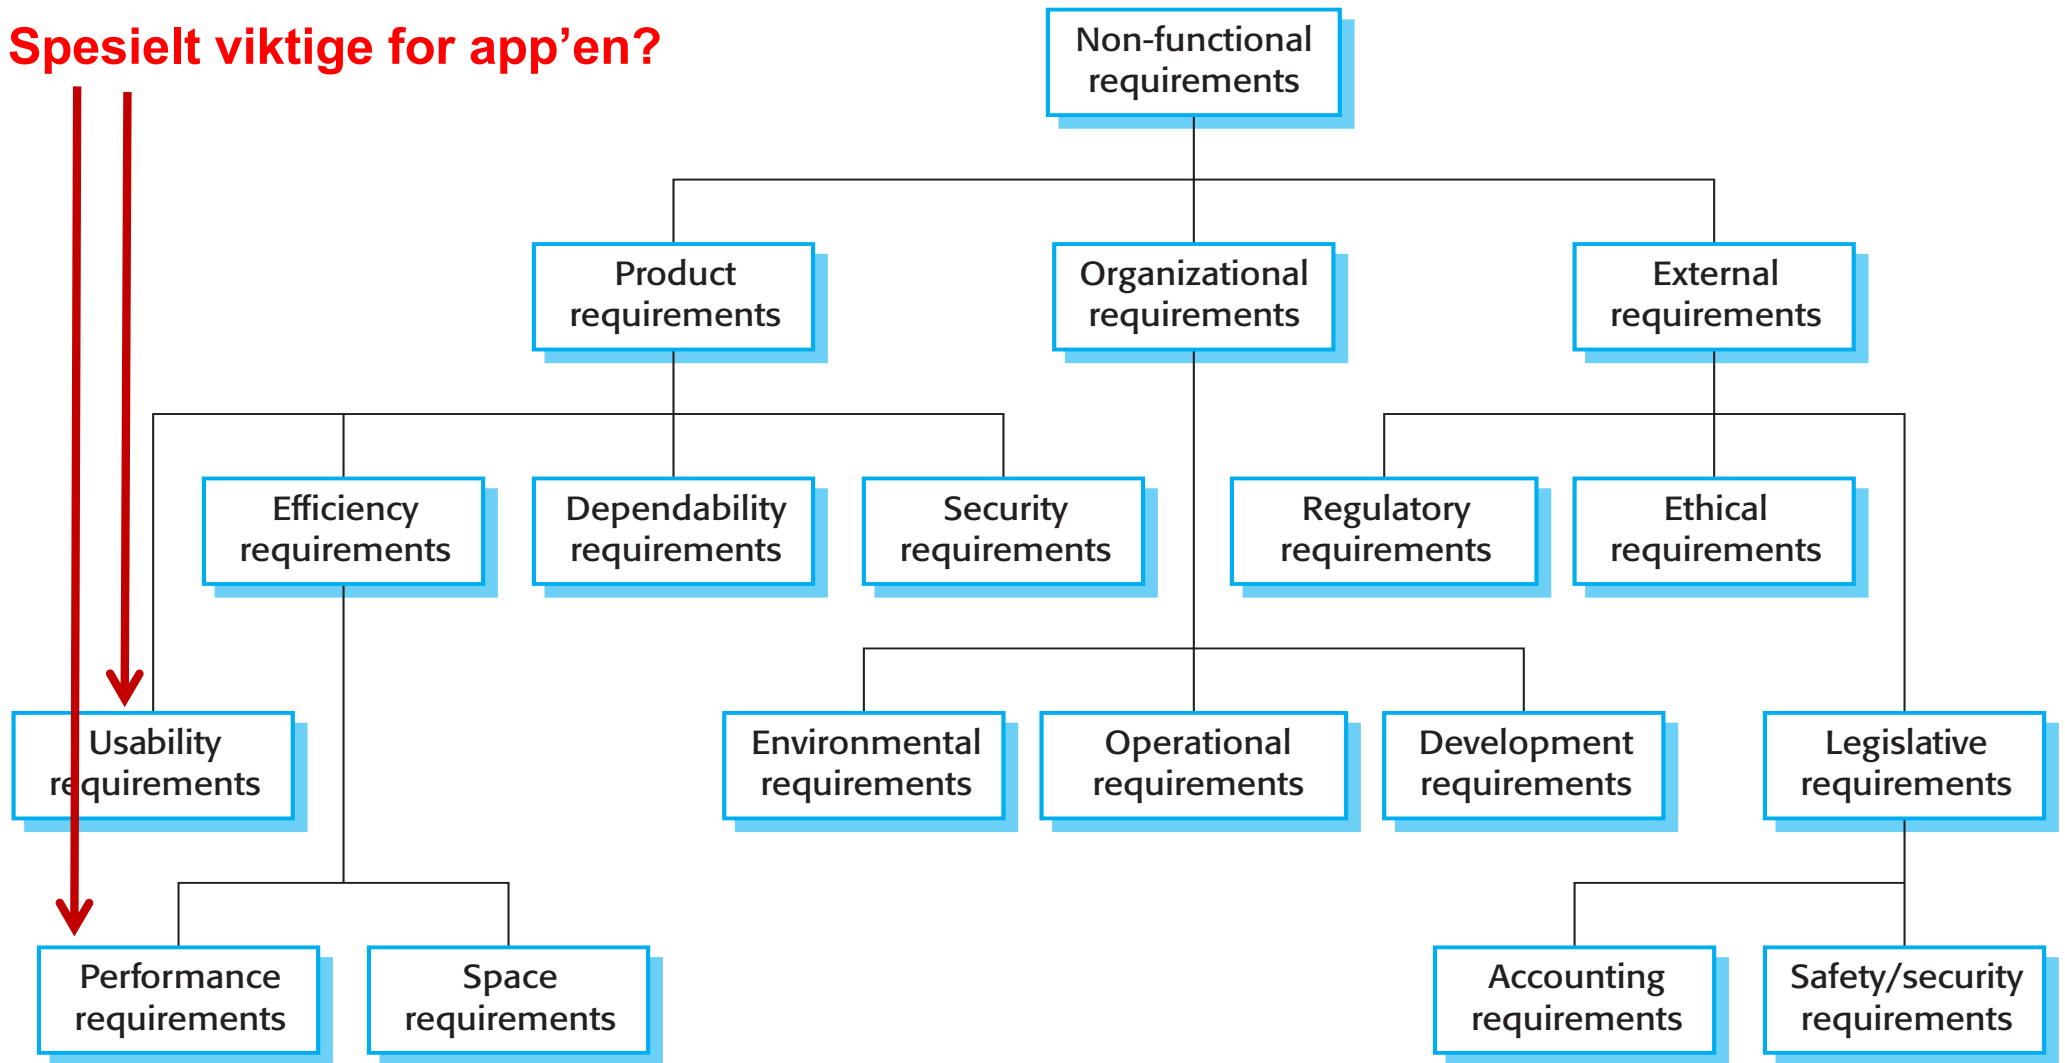 Spesielt viktige for app’en?
Non-functional
requirements
Product
requirements
Organizational
requirements
External
requirements
Efficiency
requirements
Dependability
requirements
Security
requirements
Regulatory
requirements
Ethical
requirements
Usability
requirements
Environmental
requirements
Operational
requirements
Development
requirements
Legislative
requirements
Performance
requirements
Space
requirements
Accounting
requirements
Safety/security
requirements